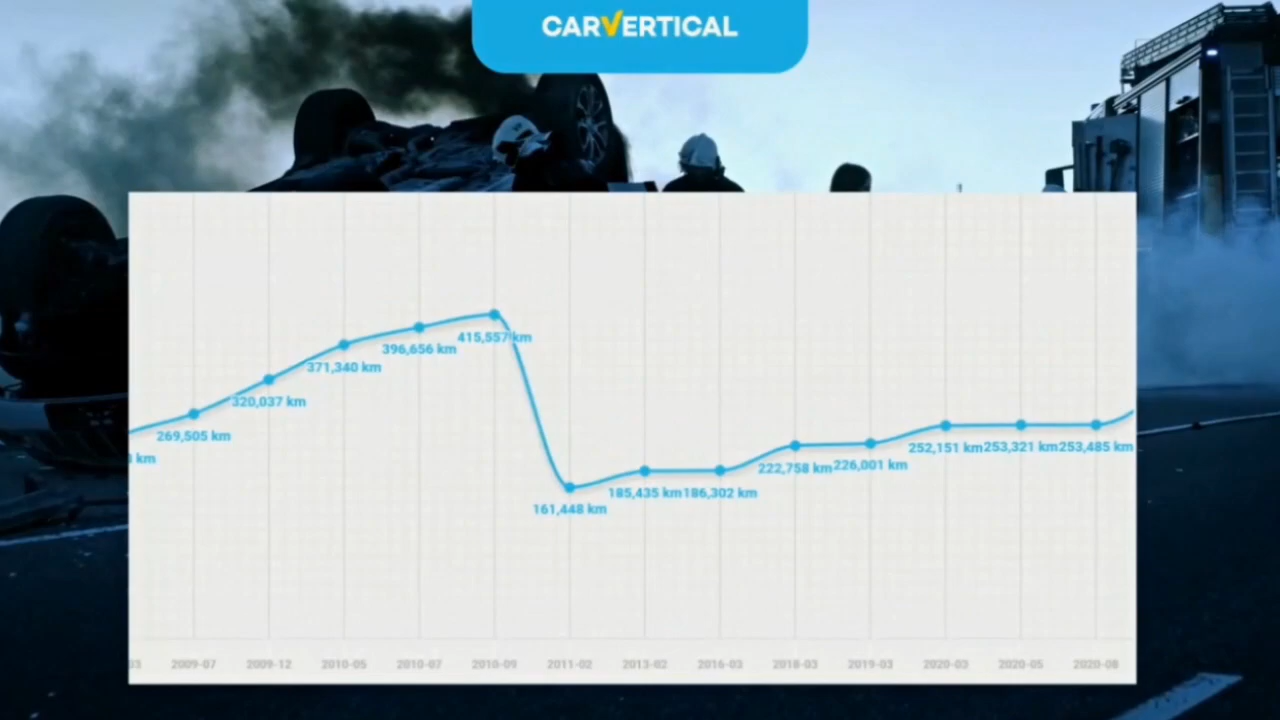 CARVERTICAL
415,557 km
396,656 km
371,340 km
320,037 km
269,505 km
km
252,151 km 253,321 km 253,485 km
222,758 km 226,001 km
185,435 km 186,302 km
161,448 km
03 2009-07 2009-12 2010-05 2010-07 2010-09 2011-02 2013-02 2016-03 2018-03 2019-03 2020-03 2020-05 2020-08